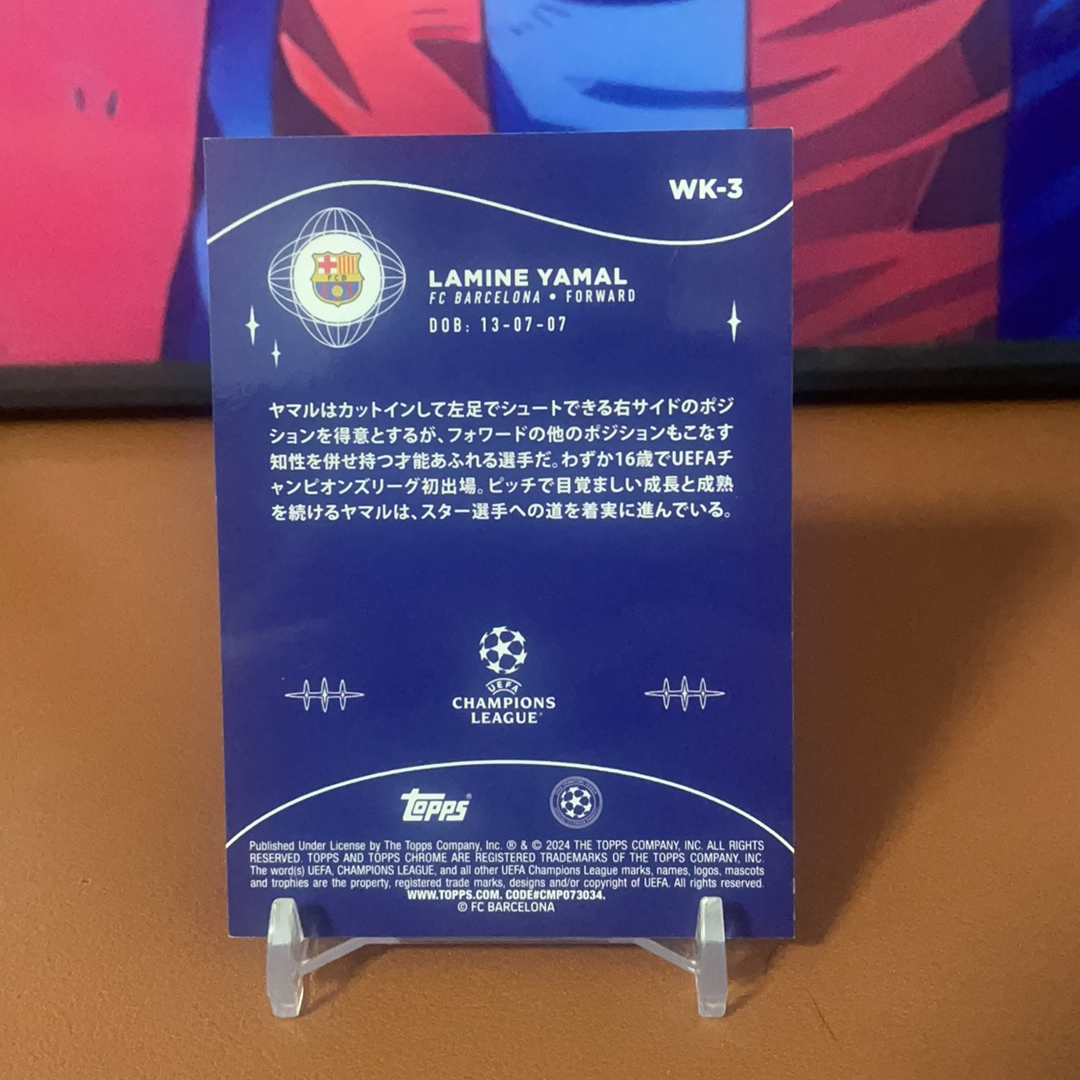 WK-3
FCB
LAMINE YAMAL
FC BARCELONA • FORWARD
DOB: 13-07-07
ヤマルはカットインして左足でシュートできる右サイドのポジ
ションを得意とするが、フォワードの他のポジションもこなす
知性を併せ持つ才能あふれる選手だ。わずか16歳でUEFAチ
ャンピオンズリーグ初出場。ピッチで目覚ましい成長と成熟
を続けるヤマルは、スター選手への道を着実に進んでいる。
UEFA
CHAMPIONS
LEAGUE®
Topps®
Published Under License by The Topps Company, Inc. ® & © 2024 THE TOPPS COMPANY, INC. ALL RIGHTS
RESERVED. TOPPS AND TOPPS CHROME ARE REGISTERED TRADEMARKS OF THE TOPPS COMPANY, INC.
The word(s) UEFA, CHAMPIONS LEAGUE, and all other UEFA Champions League marks, names, logos, mascots
and trophies are the property, registered trade marks, designs and/or copyright of UEFA. All rights reserved.
WWW.TOPPS.COM. CODE#CMP073034.
© FC BARCELONA